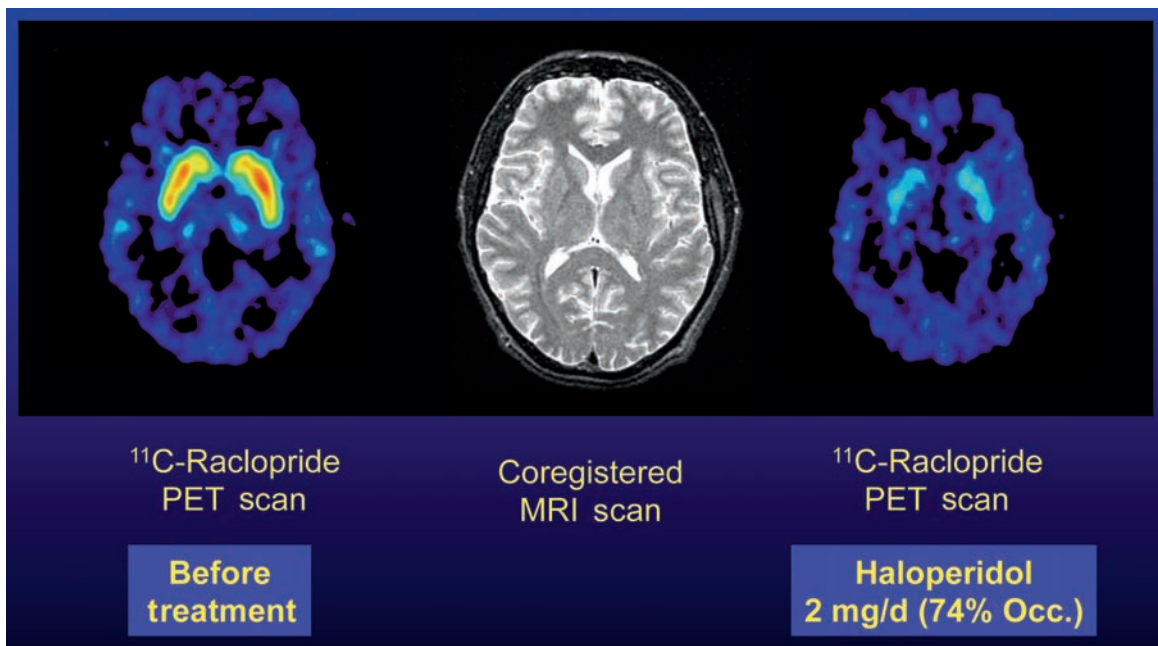 ¹¹C-Raclopride
PET scan
Before
treatment
Coregistered
MRI scan
¹¹C-Raclopride
PET scan
Haloperidol
2 mg/d (74% Occ.)